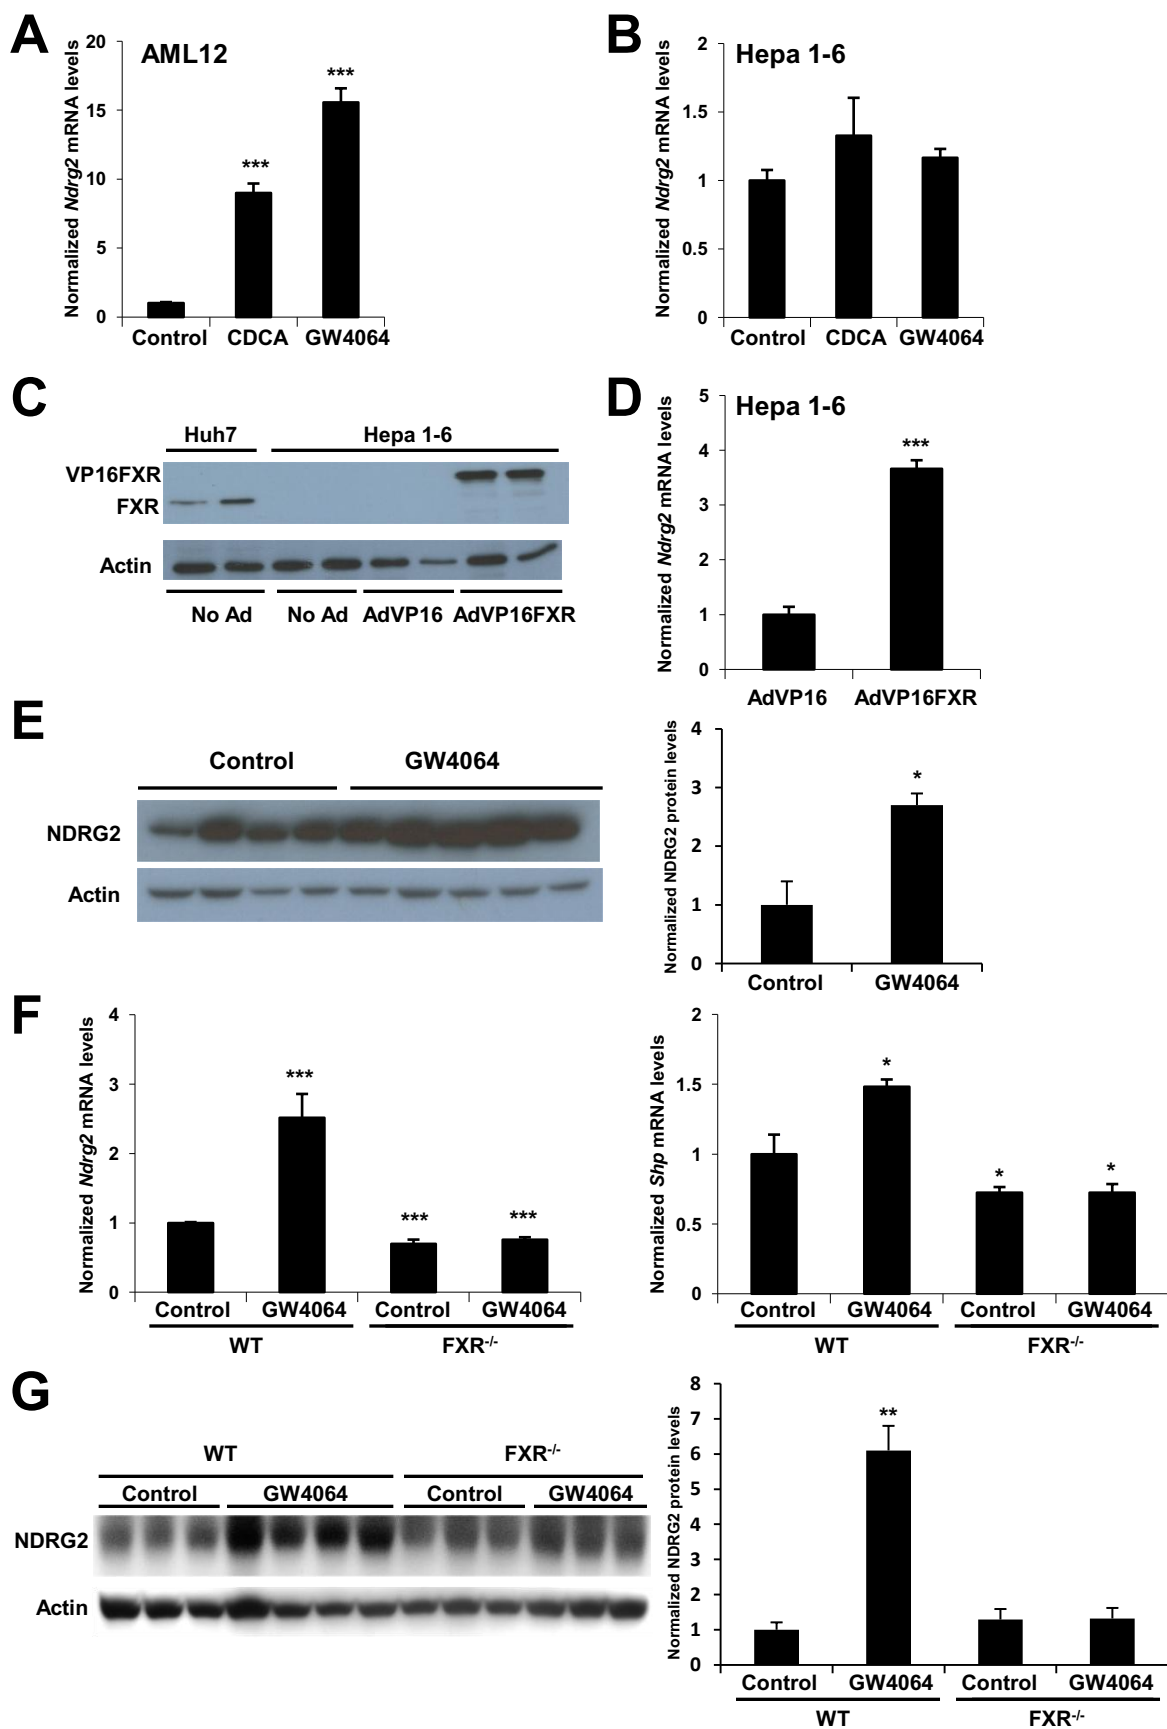 A
AML12
Normalized Ndrg2 mRNA levels
20
15
10
5
0
***
***
Control CDCA GW4064
B
Hepa 1-6
Normalized Ndrg2 mRNA levels
2
1.5
1
0.5
0
Control CDCA GW4064
C
Huh7 Hepa 1-6
VP16FXR
FXR
Actin
No Ad No Ad AdVP16 AdVP16FXR
D
Hepa 1-6
Normalized Ndrg2 mRNA levels
5
4
3
2
1
0
***
AdVP16 AdVP16FXR
E
Control GW4064
NDRG2
Actin
Normalized NDRG2 protein levels
4
3
2
1
0
*
Control GW4064
F
Normalized Ndrg2 mRNA levels
4
3
2
1
0
***
*** ***
Control GW4064 Control GW4064
WT FXR-/-
Normalized Shp mRNA levels
2
1.5
1
0.5
0
*
* *
Control GW4064 Control GW4064
WT FXR-/-
G
WT FXR-/-
Control GW4064 Control GW4064
NDRG2
Actin
Normalized NDRG2 protein levels
8
7
6
5
4
3
2
1
0
**
Control GW4064 Control GW4064
WT FXR-/-